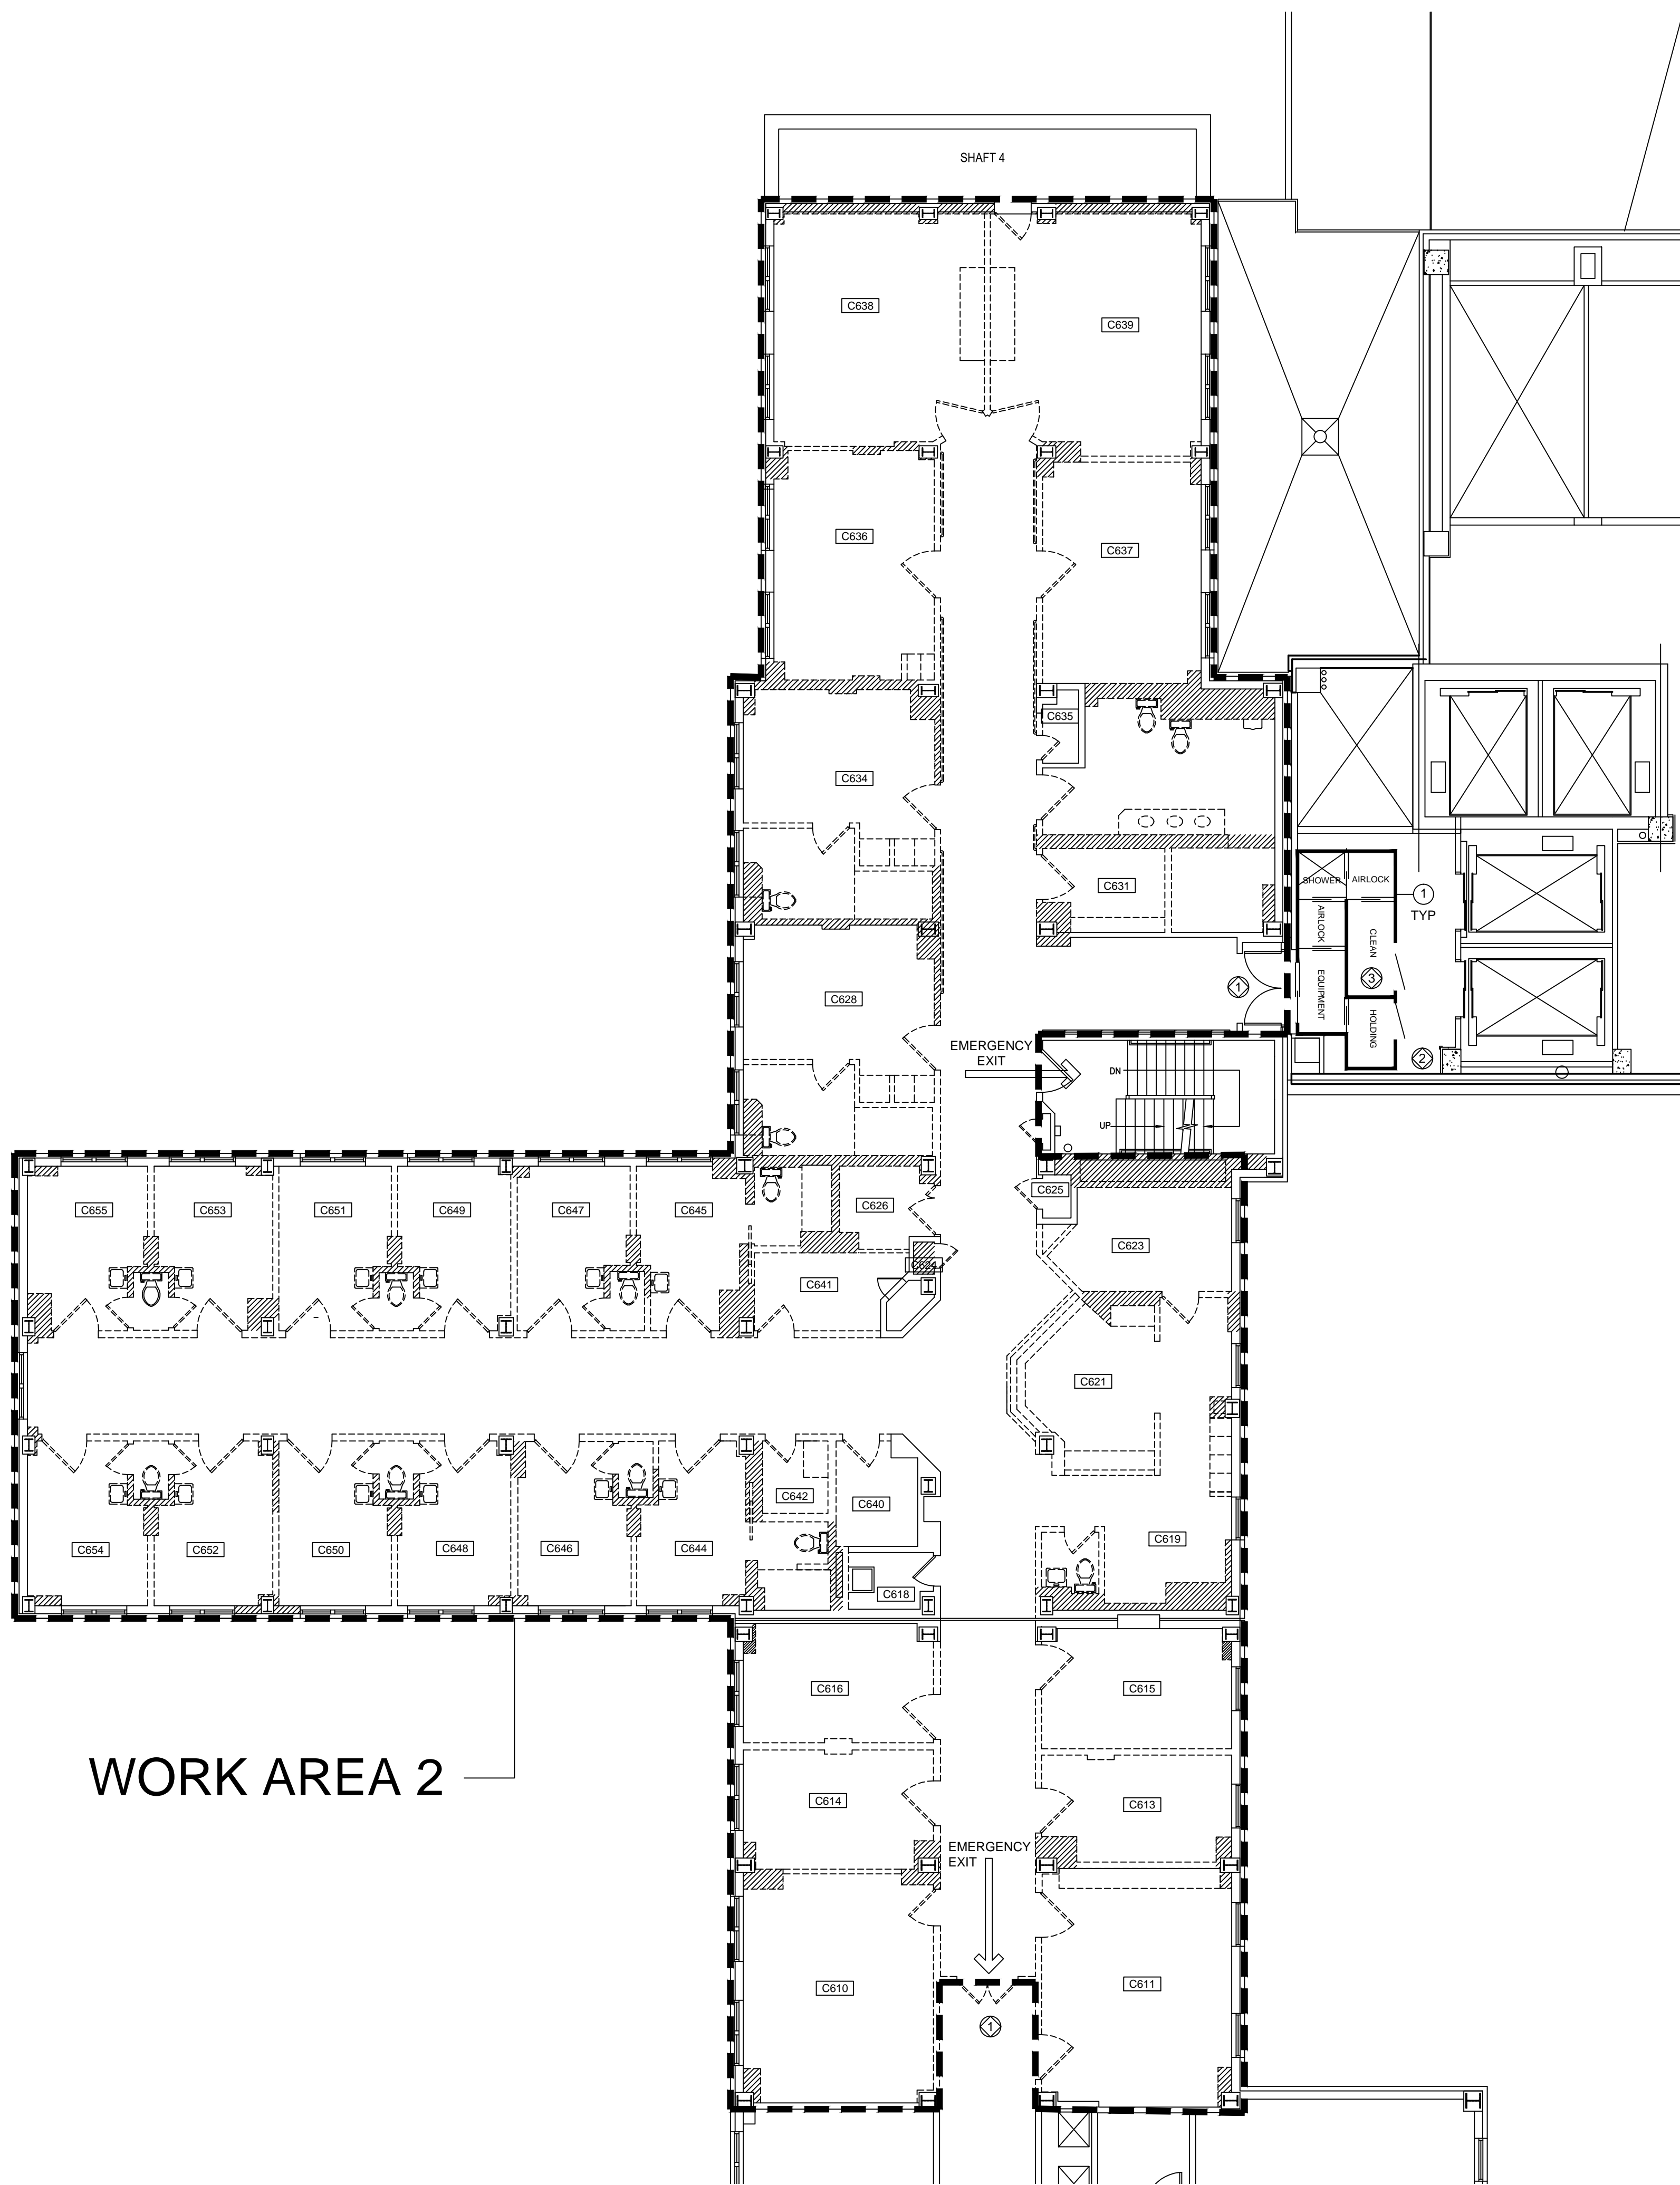 SHAFT 4
C638
C639
C636
C637
C635
C634
SHOWER
AIRLOCK
1
TYP
C631
AIRLOCK
CLEAN
3
EQUIPMENT
HOLDING
1
2
C628
EMERGENCY
EXIT
DN
UP
C625
C655
C653
C651
C649
C647
C645
C626
C623
C624
C641
C621
C642
C640
C619
C654
C652
C650
C648
C646
C644
C618
C616
C615
WORK AREA 2
C614
C613
EMERGENCY
EXIT
C610
C611
1